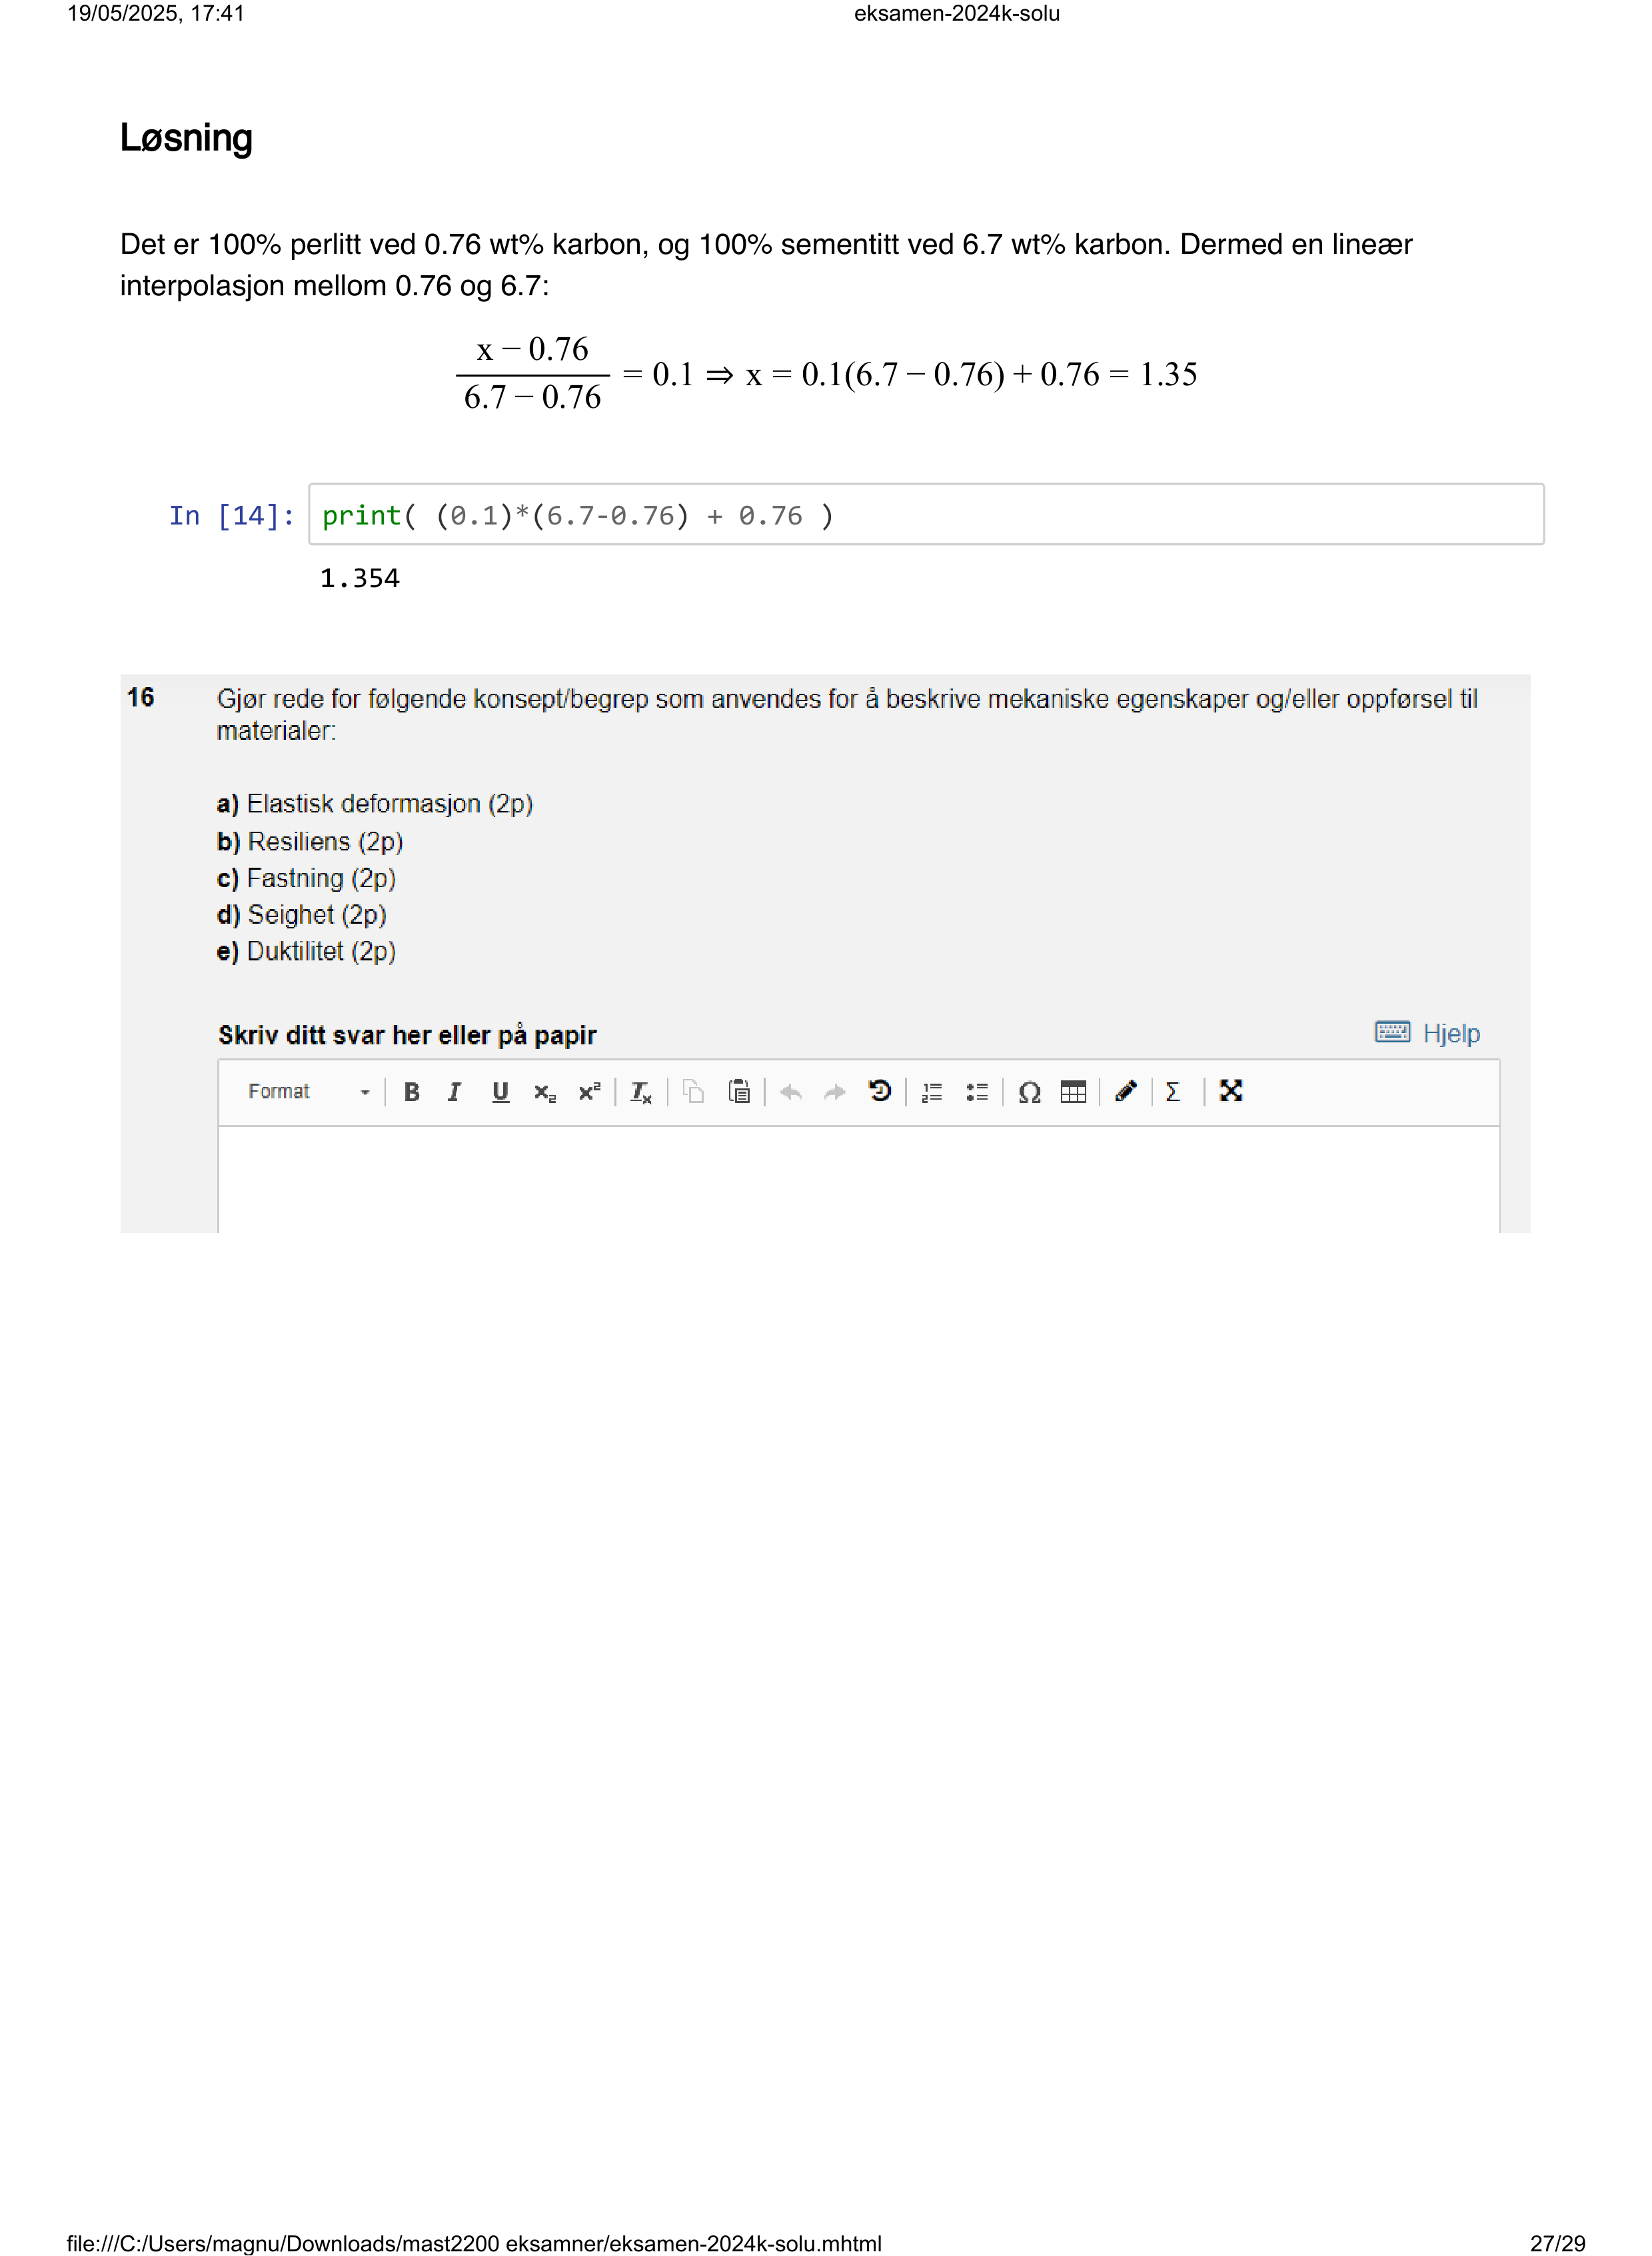 19/05/2025, 17:41 eksamen-2024k-solu
Løsning
Det er 100% perlitt ved 0.76 wt% karbon, og 100% sementitt ved 6.7 wt% karbon. Dermed en lineær
interpolasjon mellom 0.76 og 6.7:
x − 0.76
6.7 − 0.76
= 0.1 ⇒ x = 0.1(6.7 − 0.76) + 0.76 = 1.35
In [14]: print( (0.1)*(6.7-0.76) + 0.76 )
1.354
16 Gjør rede for følgende konsept/begrep som anvendes for å beskrive mekaniske egenskaper og/eller oppførsel til
materialer:
a) Elastisk deformasjon (2p)
b) Resiliens (2p)
c) Fastning (2p)
d) Seighet (2p)
e) Duktilitet (2p)
Skriv ditt svar her eller på papir Hjelp
Format B I U x₂ x² Tx Ω Σ
file:///C:/Users/magnu/Downloads/mast2200 eksamner/eksamen-2024k-solu.mhtml 27/29